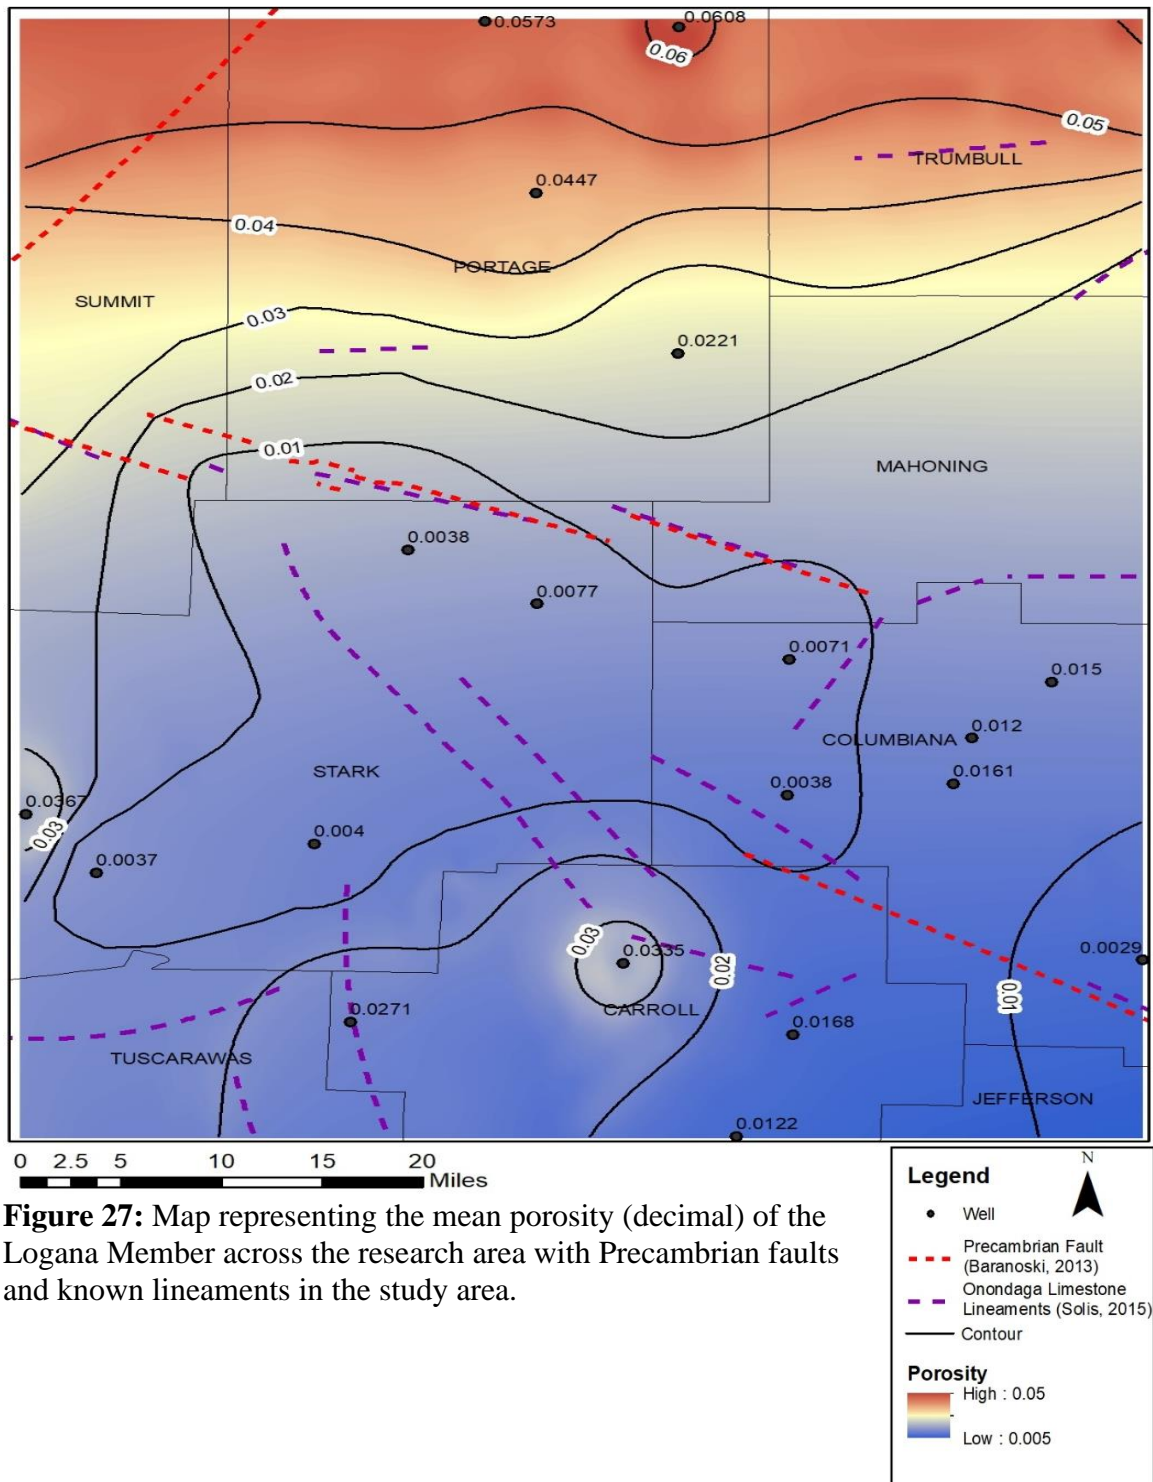 0.0573
0.0608
0.06
0.05
TRUMBULL
0.0447
0.04
PORTAGE
SUMMIT
0.03
0.0221
0.02
0.01
MAHONING
0.0038
0.0077
0.0071
0.015
0.012
COLUMBIANA
STARK
0.0161
0.0038
0.0367
0.03
0.004
0.0037
0.03
0.0335
0.02
0.0029
0.01
CARROLL
0.0271
0.0168
TUSCARAWAS
JEFFERSON
0.0122
0 2.5 5 10 15 20
Miles
Figure 27: Map representing the mean porosity (decimal) of the
Logana Member across the research area with Precambrian faults
and known lineaments in the study area.
Legend
N
Well
Precambrian Fault
(Baranoski, 2013)
Onondaga Limestone
Lineaments (Solis, 2015)
Contour
Porosity
High : 0.05
Low : 0.005